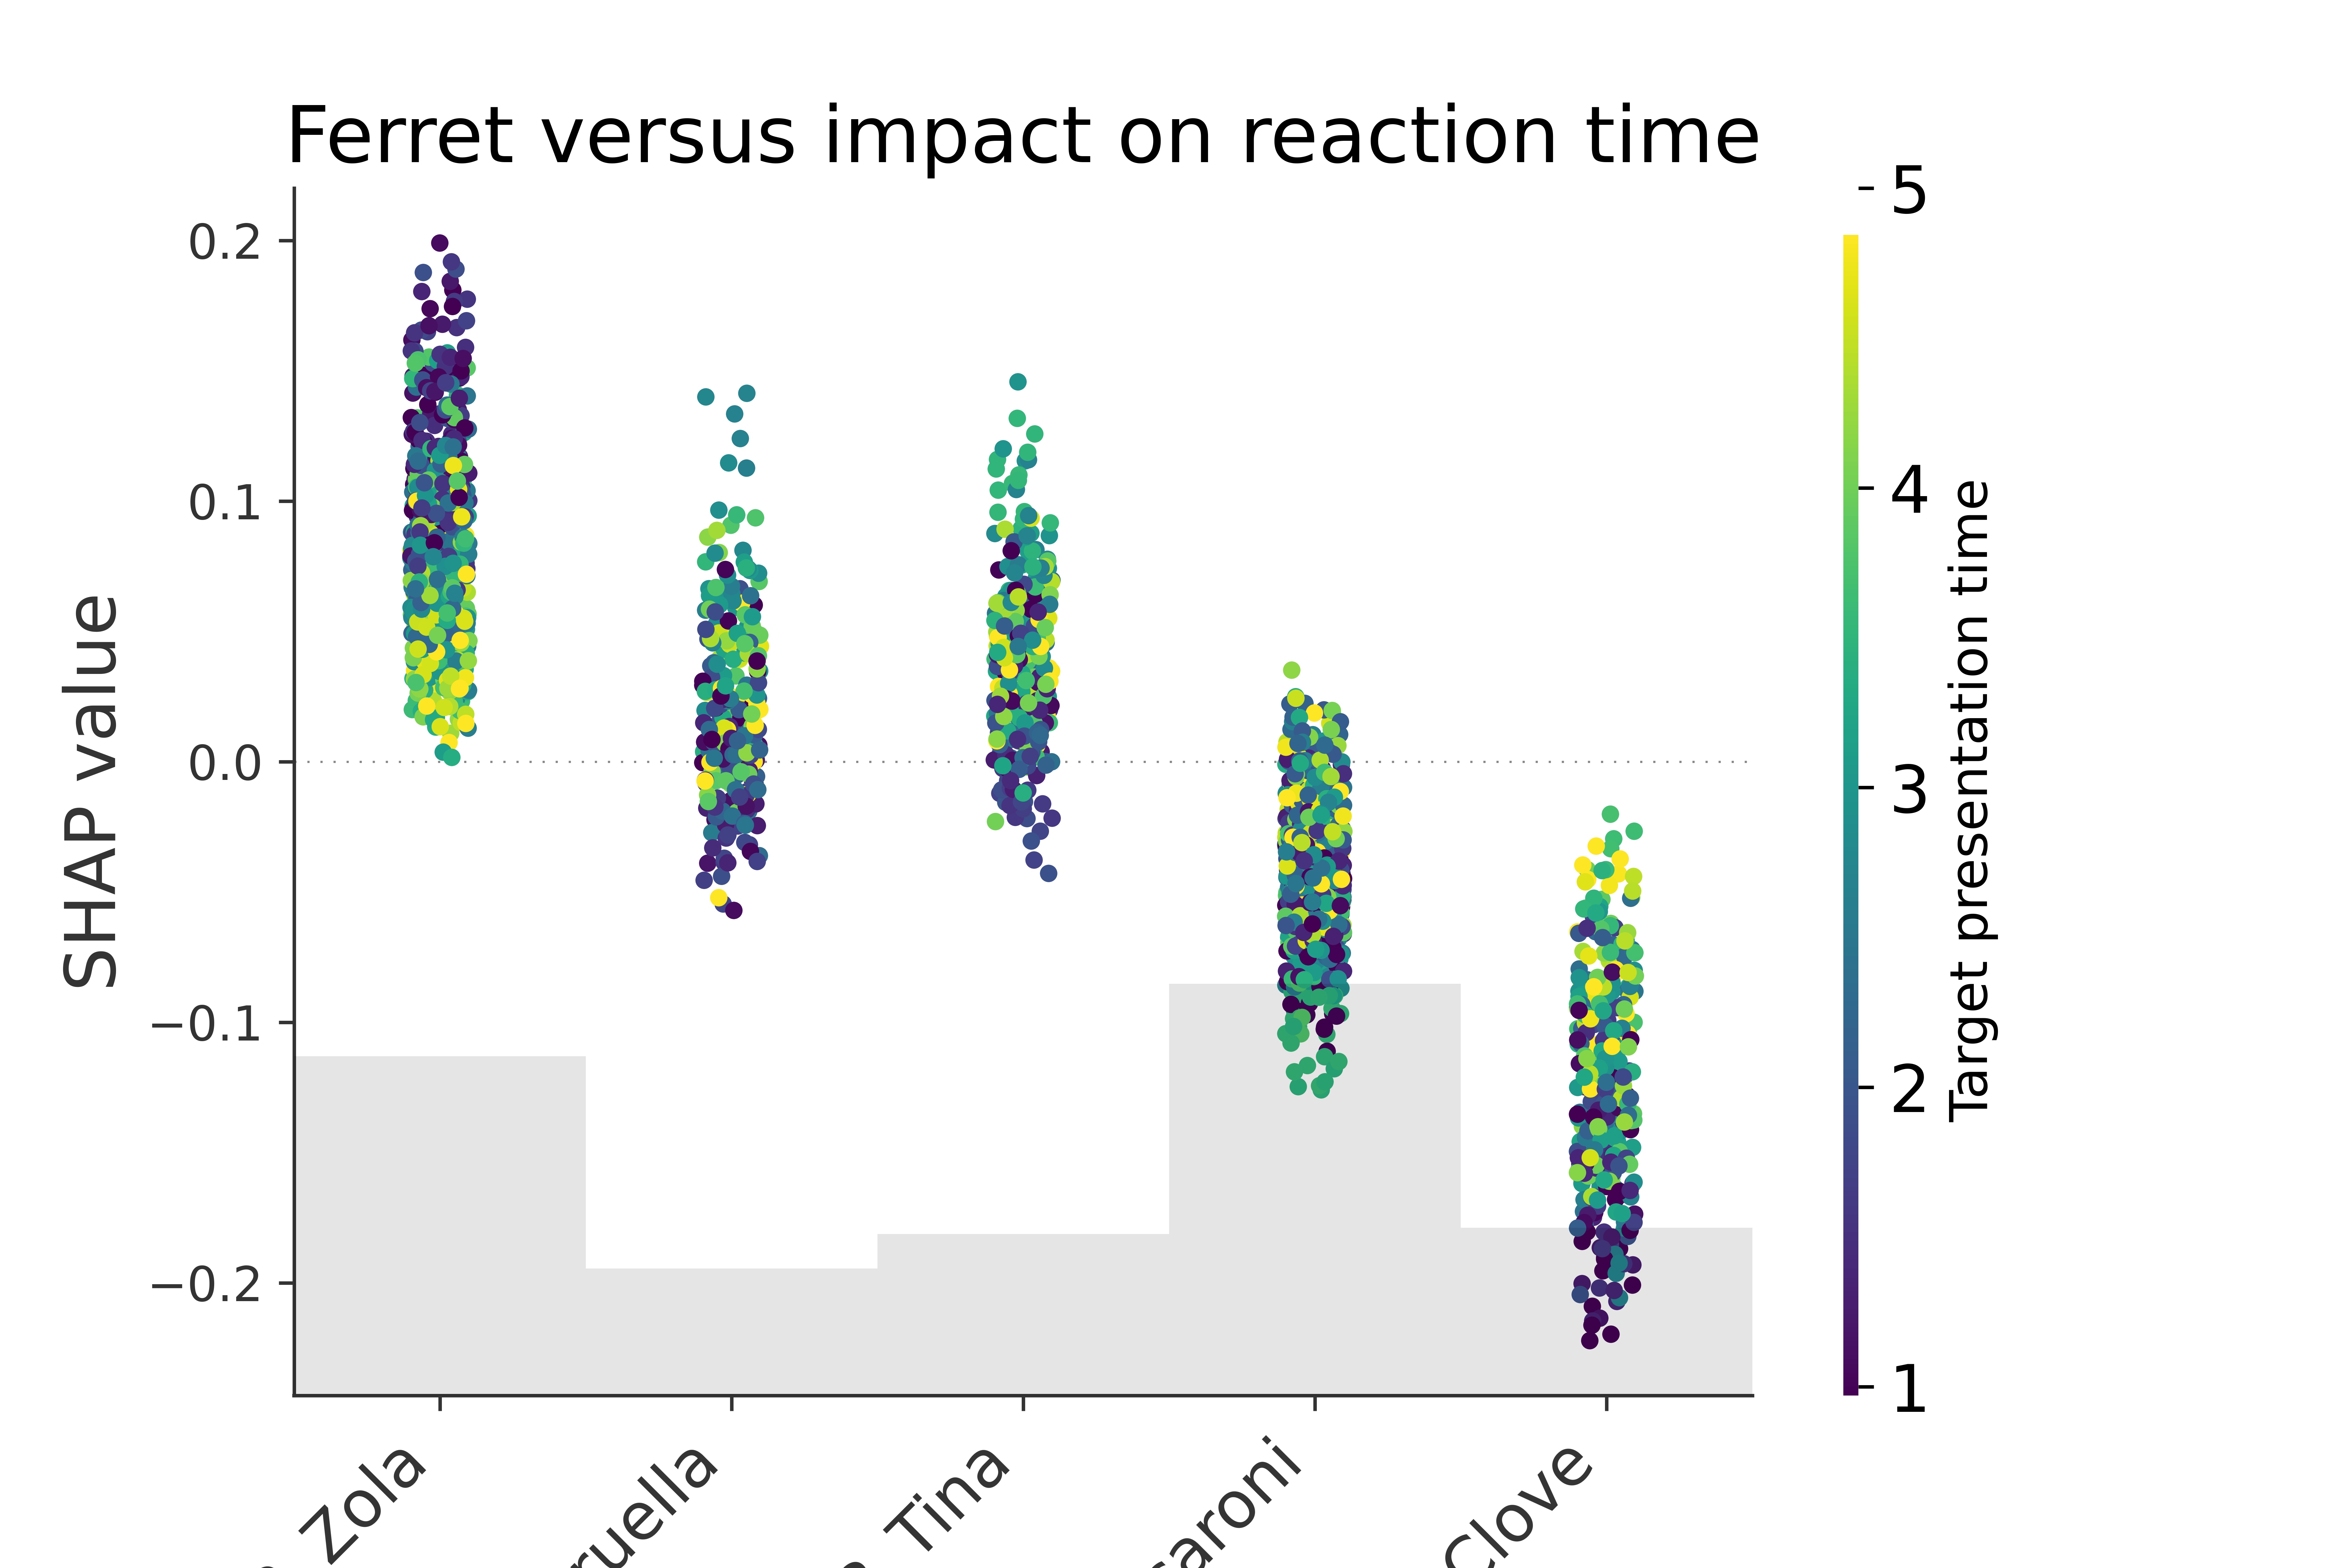 Ferret versus impact on reaction time
SHAP value
0.2
0.1
0.0
−0.1
−0.2
Zola
ruella
Tina
saroni
Clove
5
4
3
2
1
Target presentation time